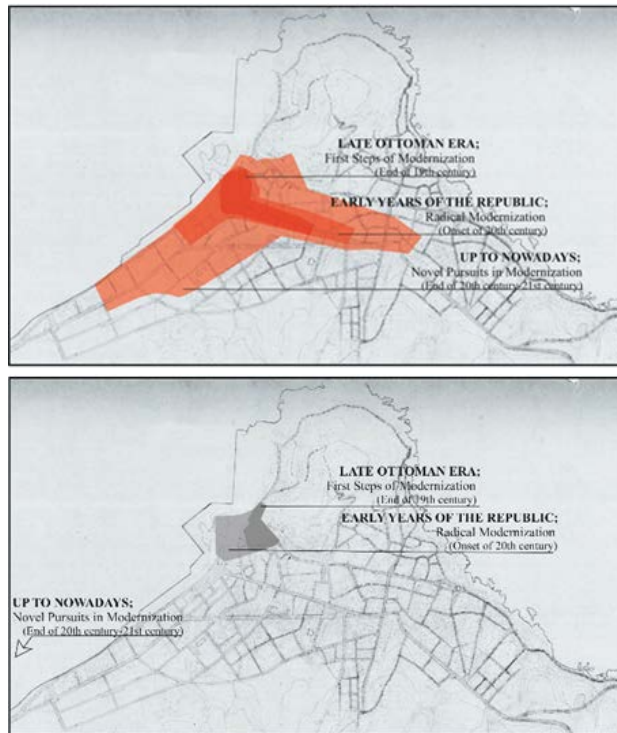 LATE OTTOMAN ERA;
First Steps of Modernization
(End of 19th century)
EARLY YEARS OF THE REPUBLIC;
Radical Modernization
(Onset of 20th century)
UP TO NOWADAYS;
Novel Pursuits in Modernization
(End of 20th century-21st century)
LATE OTTOMAN ERA;
First Steps of Modernization
(End of 19th century)
EARLY YEARS OF THE REPUBLIC;
Radical Modernization
(Onset of 20th century)
UP TO NOWADAYS;
Novel Pursuits in Modernization
(End of 20th century-21st century)